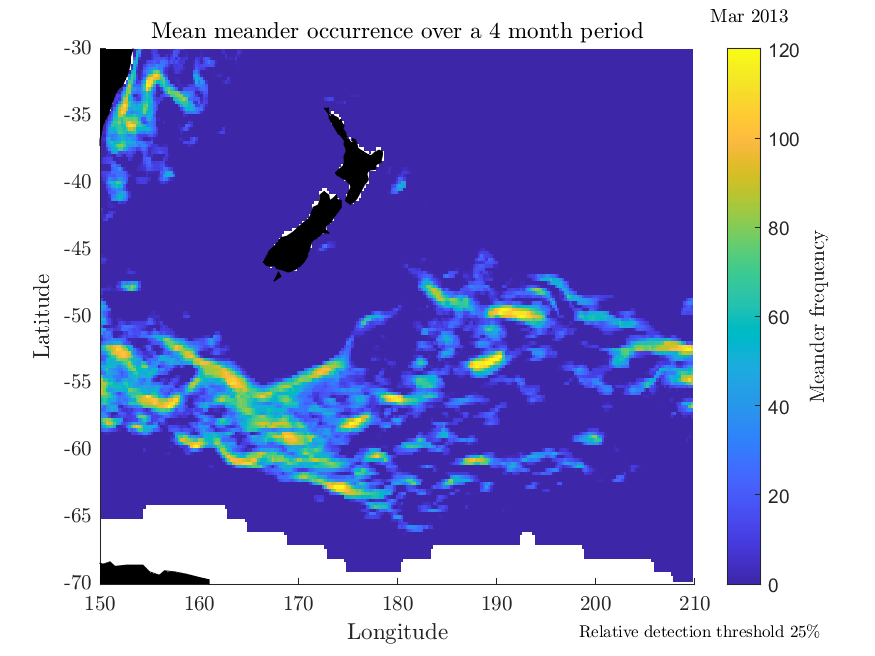 Mar 2013
Mean meander occurrence over a 4 month period
-30
-35
-40
-45
-50
-55
-60
-65
-70
Latitude
150 160 170 180 190 200 210
Longitude
120
100
80
60
40
20
0
Meander frequency
Relative detection threshold 25%